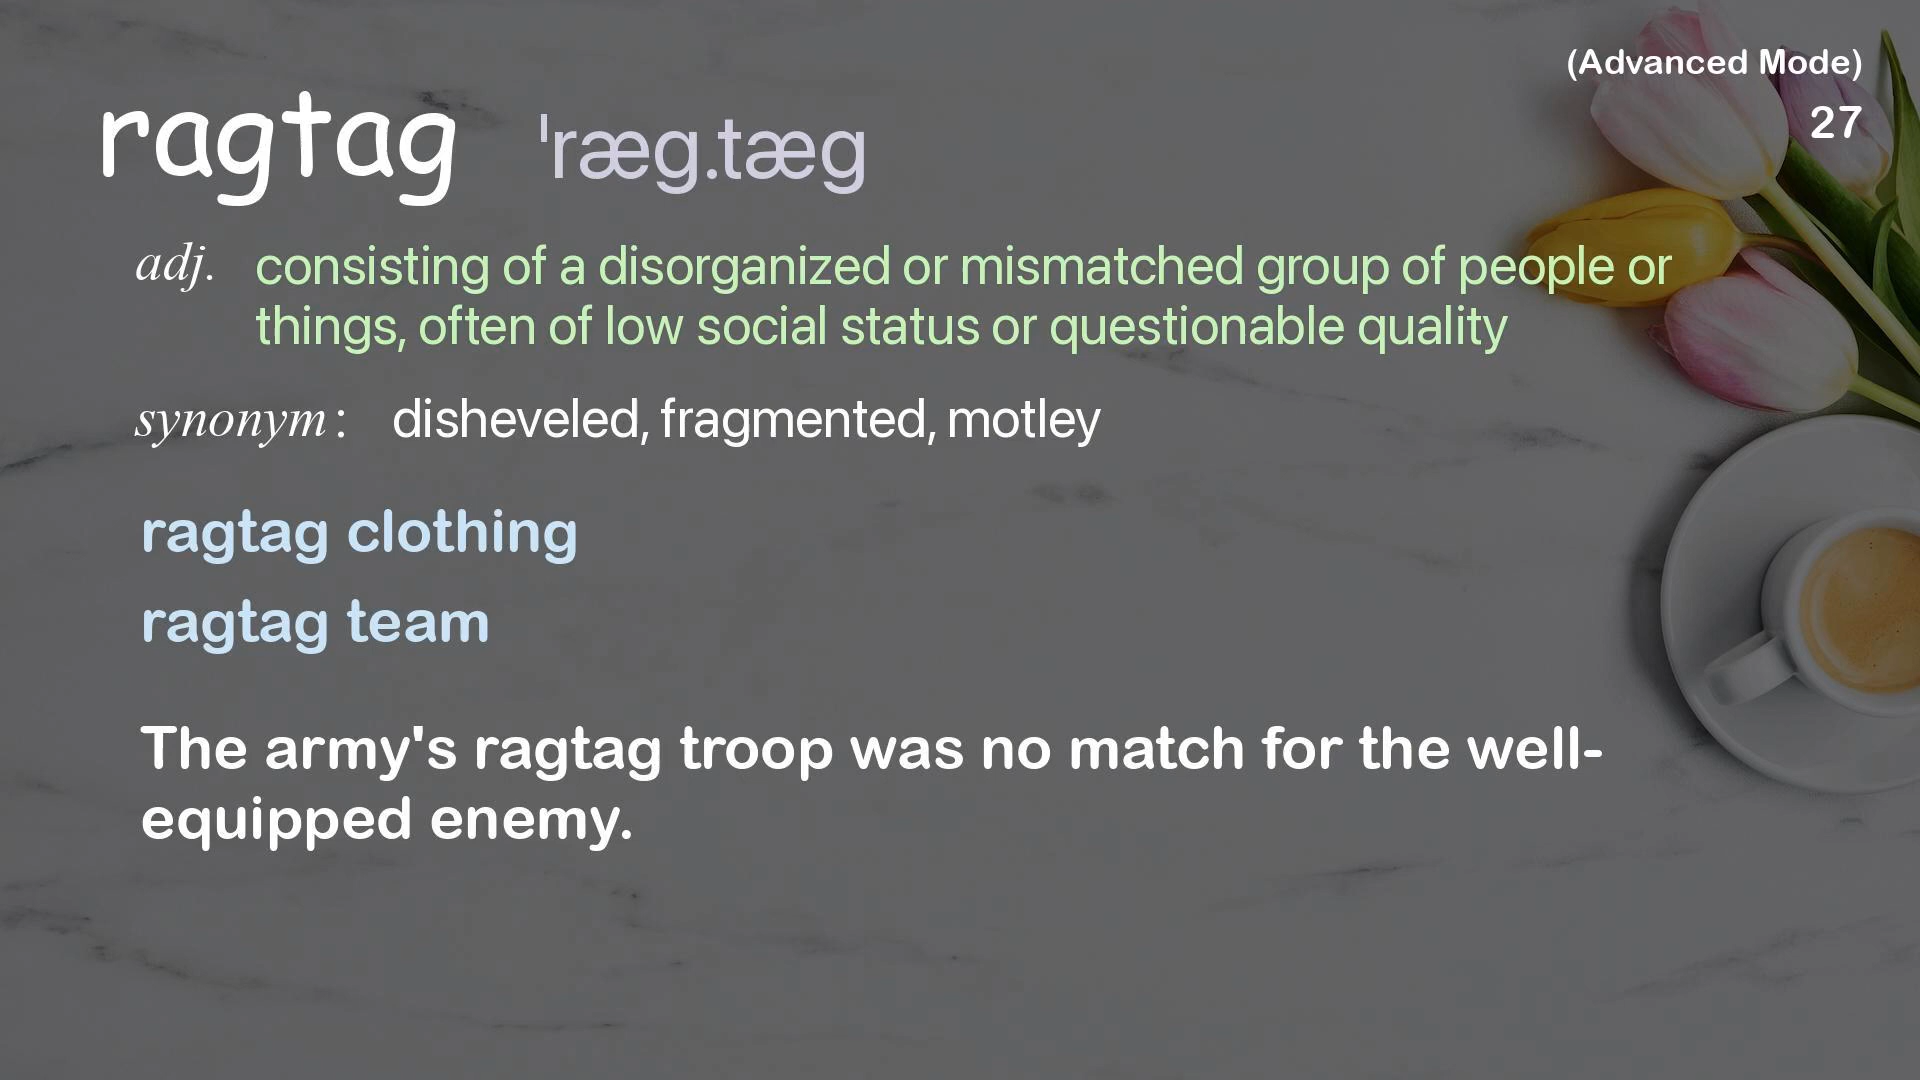 (Advanced Mode)
27
ragtag ˈræg.tæg
adj. consisting of a disorganized or mismatched group of people or
things, often of low social status or questionable quality
synonym: disheveled, fragmented, motley
ragtag clothing
ragtag team
The army's ragtag troop was no match for the well-
equipped enemy.